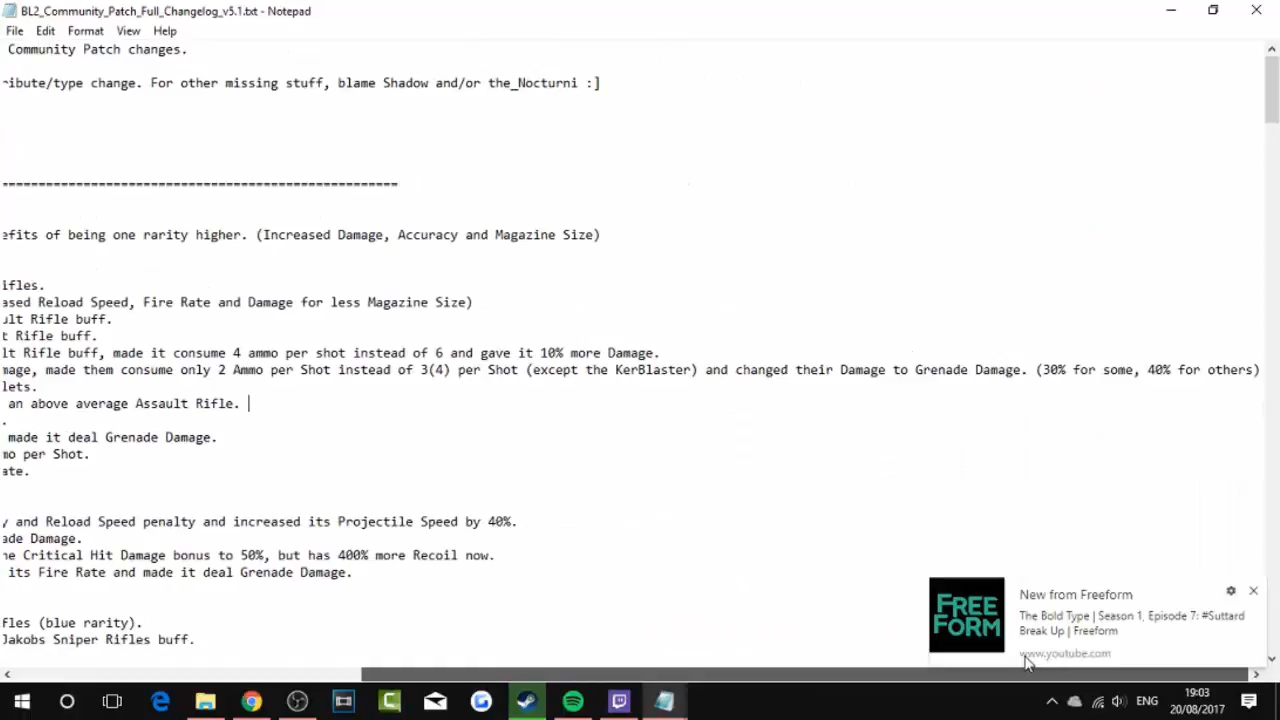 BL2_Community_Patch_Full_Changelog_v5.1.txt - Notepad
File Edit Format View Help
Community Patch changes.
ribute/type change. For other missing stuff, blame Shadow and/or the_Nocturni :]
=======================================================
efits of being one rarity higher. (Increased Damage, Accuracy and Magazine Size)
ifles.
ased Reload Speed, Fire Rate and Damage for less Magazine Size)
ult Rifle buff.
t Rifle buff.
lt Rifle buff, made it consume 4 ammo per shot instead of 6 and gave it 10% more Damage.
mage, made them consume only 2 Ammo per Shot instead of 3(4) per Shot (except the KerBlaster) and changed their Damage to Grenade Damage. (30% for some, 40% for others)
lets.
an above average Assault Rifle.
.
made it deal Grenade Damage.
mo per Shot.
ate.
y and Reload Speed penalty and increased its Projectile Speed by 40%.
ade Damage.
he Critical Hit Damage bonus to 50%, but has 400% more Recoil now.
its Fire Rate and made it deal Grenade Damage.
fles (blue rarity).
Jakobs Sniper Rifles buff.
FREE
FORM
New from Freeform
The Bold Type | Season 1, Episode 7: #Suttard
Break Up | Freeform
www.youtube.com
ENG
19:03
20/08/2017